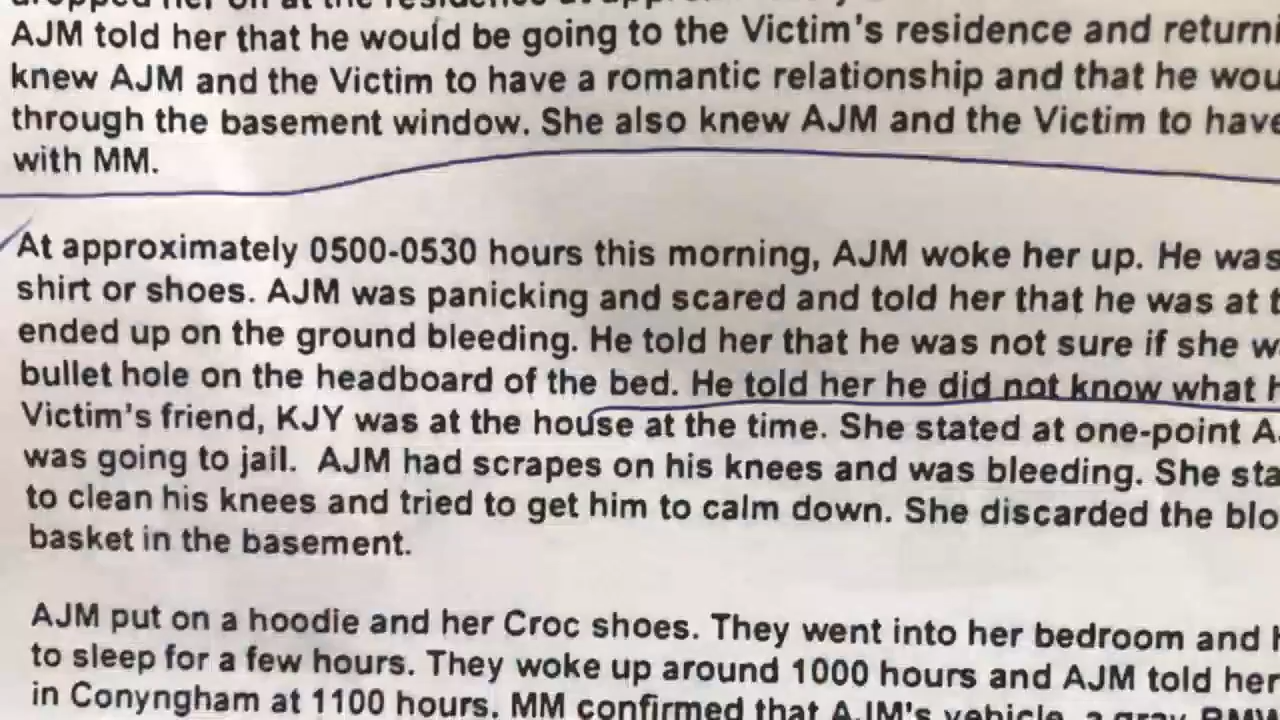 AJM told her that he would be going to the Victim's residence and returni
knew AJM and the Victim to have a romantic relationship and that he wou
through the basement window. She also knew AJM and the Victim to have
with MM.
At approximately 0500-0530 hours this morning, AJM woke her up. He was
shirt or shoes. AJM was panicking and scared and told her that he was at t
ended up on the ground bleeding. He told her that he was not sure if she w
bullet hole on the headboard of the bed. He told her he did not know what h
Victim's friend, KJY was at the house at the time. She stated at one-point A
was going to jail. AJM had scrapes on his knees and was bleeding. She sta
to clean his knees and tried to get him to calm down. She discarded the blo
basket in the basement.
AJM put on a hoodie and her Croc shoes. They went into her bedroom and
to sleep for a few hours. They woke up around 1000 hours and AJM told her
in Conyngham at 1100 hours. MM confirmed that AJM's vehicle, a gray BMW